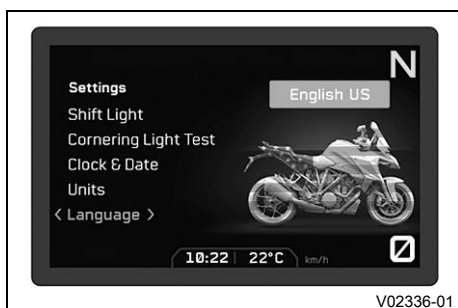 N
Settings
English US
Shift Light
Cornering Light Test
Clock & Date
Units
< Language >
10:22 22°C km/h
V02336-01